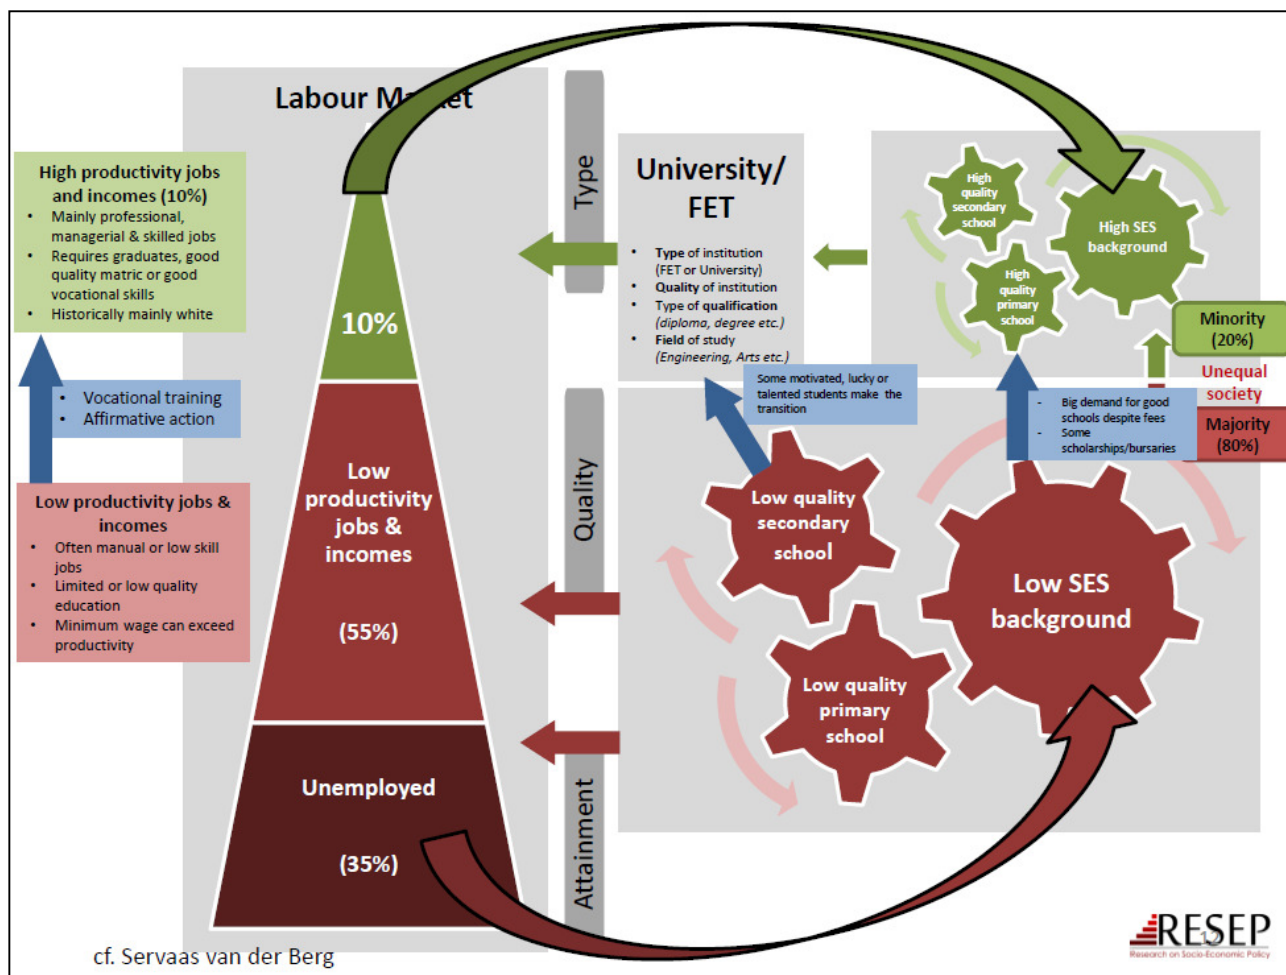 Labour Market
High productivity jobs
and incomes (10%)
• Mainly professional,
managerial & skilled jobs
• Requires graduates, good
quality matric or good
vocational skills
• Historically mainly white
• Vocational training
• Affirmative action
Low productivity jobs &
incomes
• Often manual or low skill
jobs
• Limited or low quality
education
• Minimum wage can exceed
productivity
10%
Low
productivity
jobs &
incomes
(55%)
Unemployed
(35%)
Type
Quality
Attainment
University/
FET
• Type of institution
(FET or University)
• Quality of institution
• Type of qualification
(diploma, degree etc.)
• Field of study
(Engineering, Arts etc.)
High
quality
secondary
school
High
quality
primary
school
High SES
background
Minority
(20%)
Unequal
society
Majority
(80%)
Some motivated, lucky or
talented students make the
transition
- Big demand for good
schools despite fees
- Some
scholarships/bursaries
Low quality
secondary
school
Low quality
primary
school
Low SES
background
cf. Servaas van der Berg
RESEP
12
Research on Socio-Economic Policy